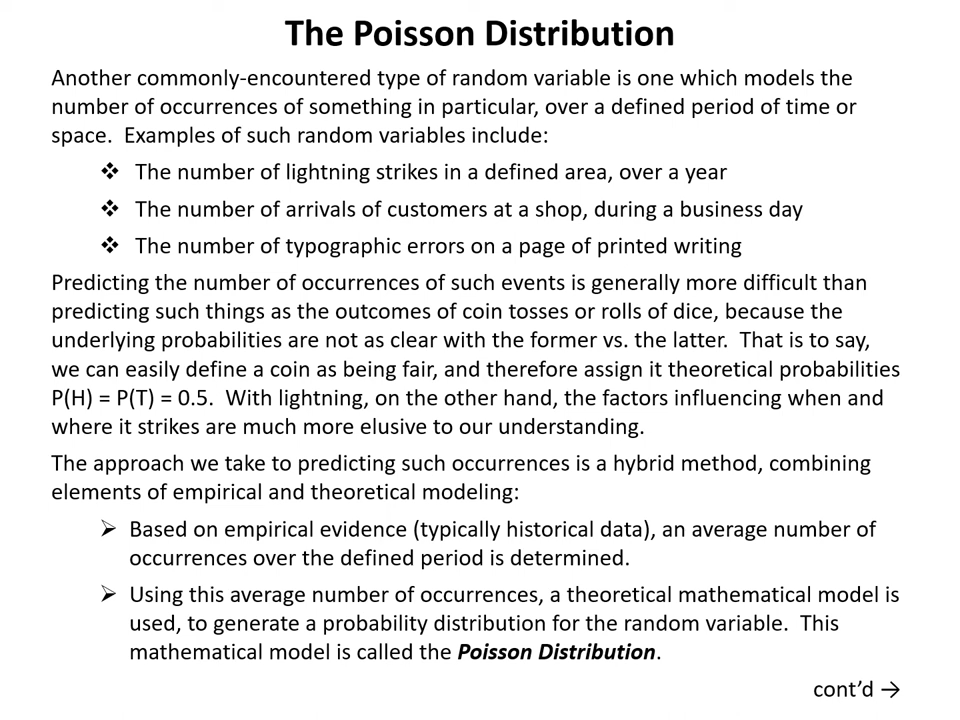 The Poisson Distribution
Another commonly-encountered type of random variable is one which models the
number of occurrences of something in particular, over a defined period of time or
space.  Examples of such random variables include:
❖ The number of lightning strikes in a defined area, over a year
❖ The number of arrivals of customers at a shop, during a business day
❖ The number of typographic errors on a page of printed writing
Predicting the number of occurrences of such events is generally more difficult than
predicting such things as the outcomes of coin tosses or rolls of dice, because the
underlying probabilities are not as clear with the former vs. the latter.  That is to say,
we can easily define a coin as being fair, and therefore assign it theoretical probabilities
P(H) = P(T) = 0.5.  With lightning, on the other hand, the factors influencing when and
where it strikes are much more elusive to our understanding.
The approach we take to predicting such occurrences is a hybrid method, combining
elements of empirical and theoretical modeling:
➢ Based on empirical evidence (typically historical data), an average number of
occurrences over the defined period is determined.
➢ Using this average number of occurrences, a theoretical mathematical model is
used, to generate a probability distribution for the random variable.  This
mathematical model is called the Poisson Distribution.
cont’d →